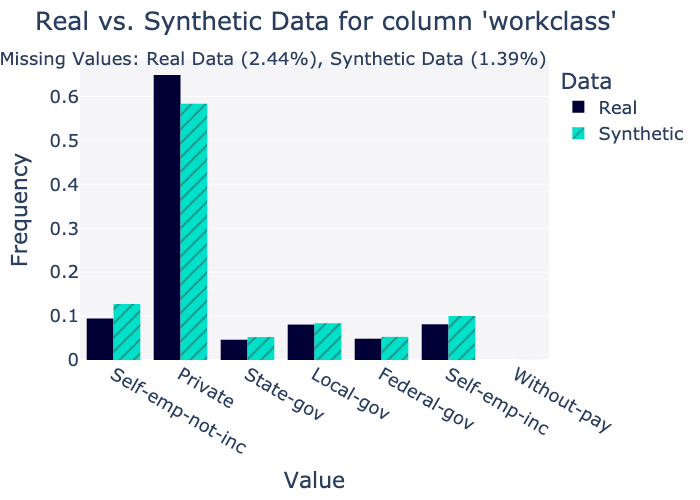 Real vs. Synthetic Data for column 'workclass'
Missing Values: Real Data (2.44%), Synthetic Data (1.39%)
Data
Real
Synthetic
0.6
0.5
0.4
0.3
0.2
0.1
0
Frequency
Self-emp-not-inc
Private
State-gov
Local-gov
Federal-gov
Self-emp-inc
Without-pay
Value